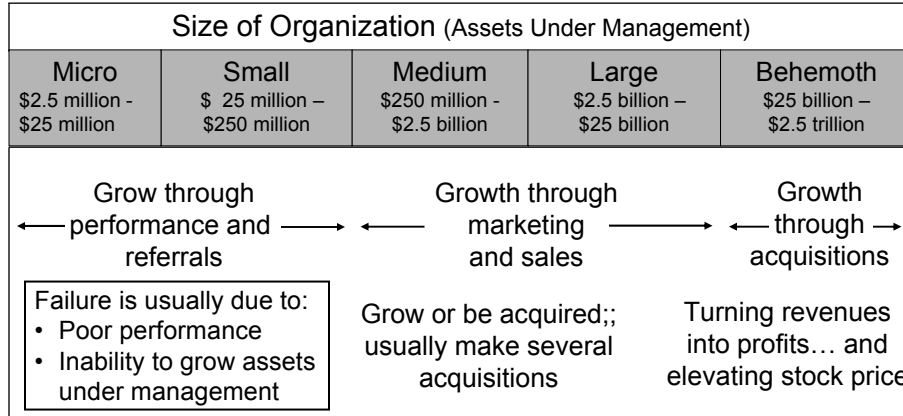 Size of Organization (Assets Under Management)
Micro
$2.5 million -
$25 million
Small
$ 25 million –
$250 million
Medium
$250 million -
$2.5 billion
Large
$2.5 billion –
$25 billion
Behemoth
$25 billion –
$2.5 trillion
Grow through
performance and
referrals
Growth through
marketing
and sales
Growth
through
acquisitions
Failure is usually due to:
• Poor performance
• Inability to grow assets
under management
Grow or be acquired;;
usually make several
acquisitions
Turning revenues
into profits… and
elevating stock price